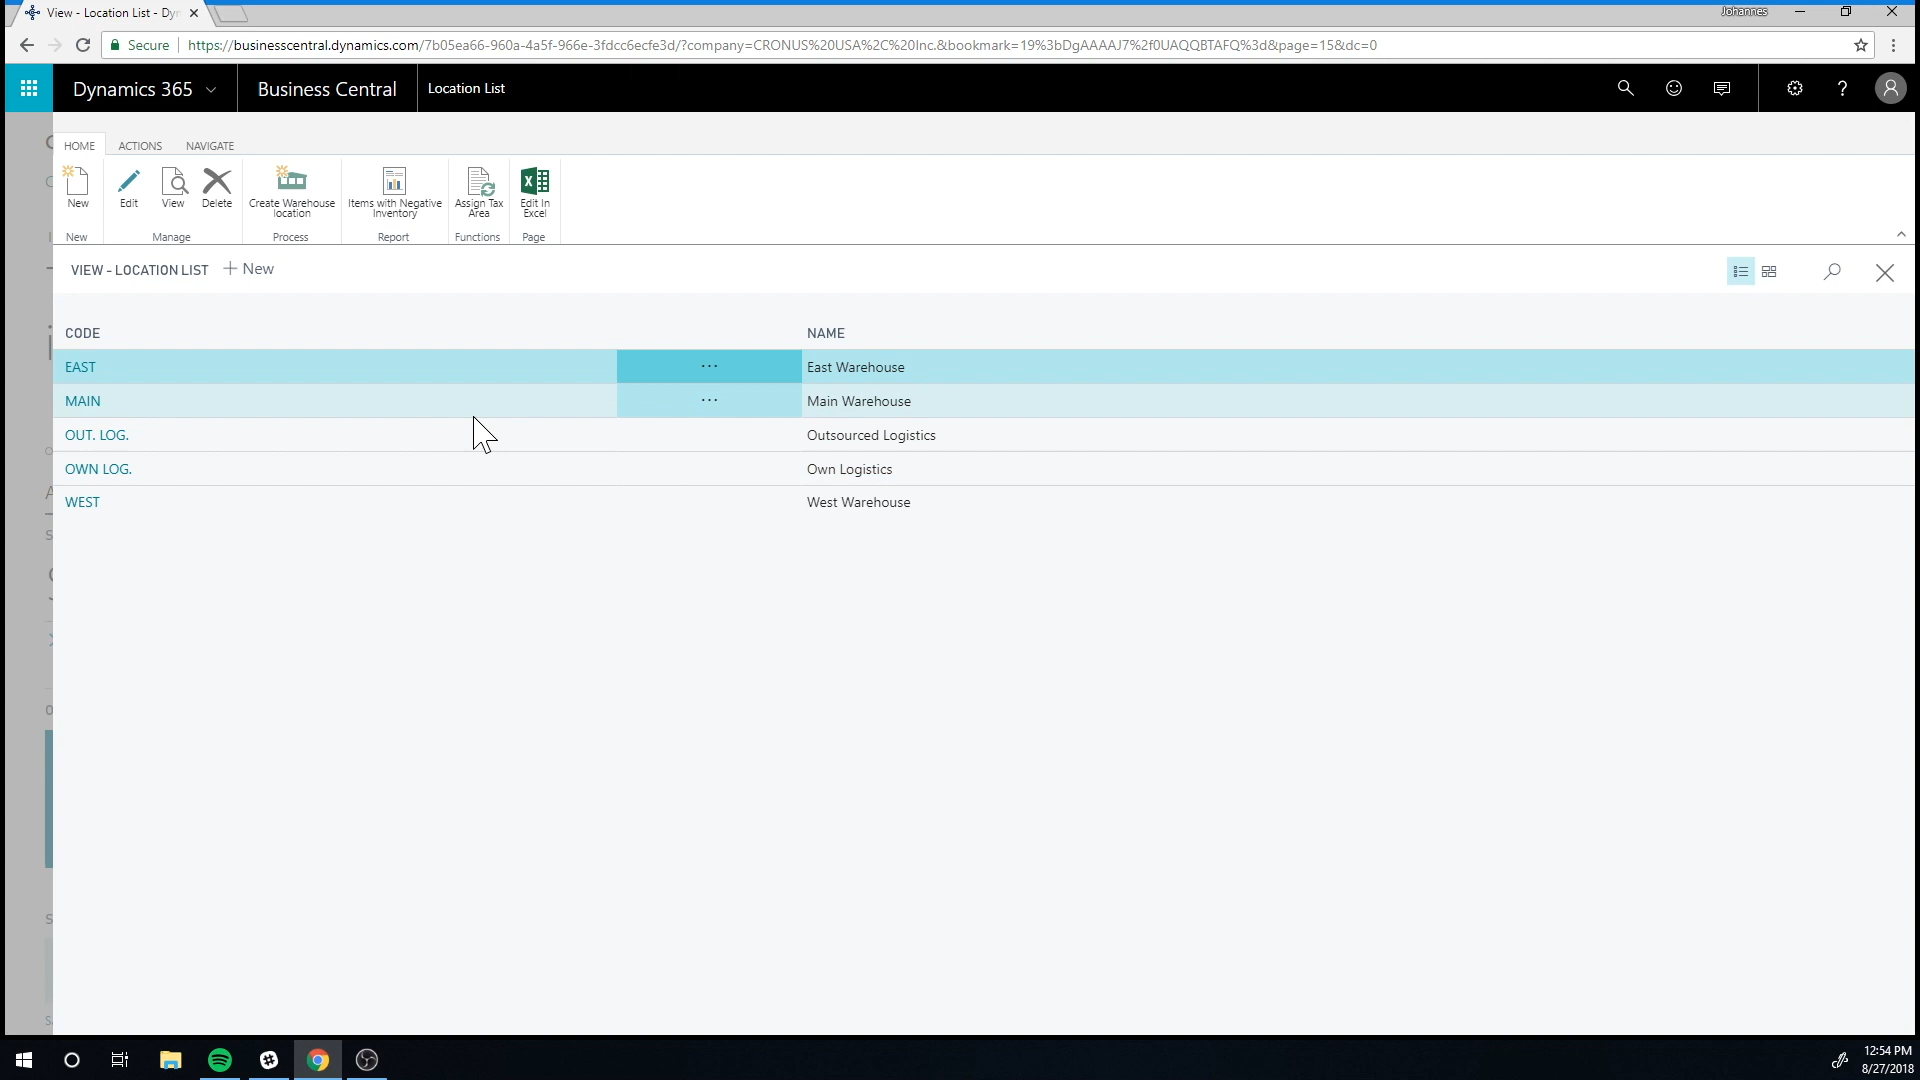 View - Location List - Dyn
Johannes
Secure
https://businesscentral.dynamics.com/7b05ea66-960a-4a5f-966e-3fdcc6ecfe3d/?company=CRONUS%20USA%2C%20Inc.&bookmark=19%3bDgAAAAJ7%2f0UAQQBTAFQ%3d&page=15&dc=0
Dynamics 365
Business Central
Location List
HOME
ACTIONS
NAVIGATE
New
Edit
View
Delete
Create Warehouse
location
Items with Negative
Inventory
Assign Tax
Area
Edit In
Excel
New
Manage
Process
Report
Functions
Page
VIEW - LOCATION LIST
+ New
CODE
NAME
EAST
...
East Warehouse
MAIN
...
Main Warehouse
OUT. LOG.
Outsourced Logistics
OWN LOG.
Own Logistics
WEST
West Warehouse
12:54 PM
8/27/2018